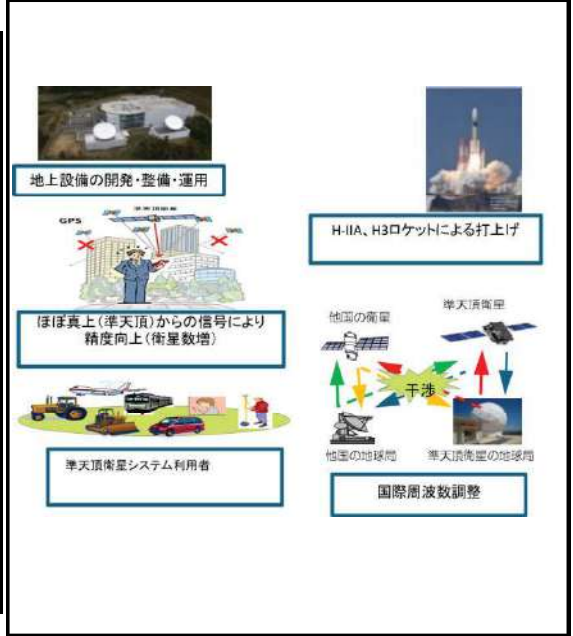 地上設備の開発・整備・運用
準天頂衛星
GPS
ほぼ真上(準天頂)からの信号により
精度向上(衛星数増)
準天頂衛星システム利用者
H-IIA、H3ロケットによる打上げ
他国の衛星
準天頂衛星
干渉
他国の地球局
準天頂衛星の地球局
国際周波数調整